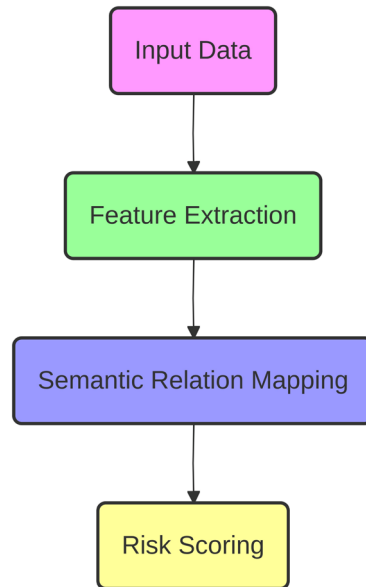 Input Data
Feature Extraction
Semantic Relation Mapping
Risk Scoring